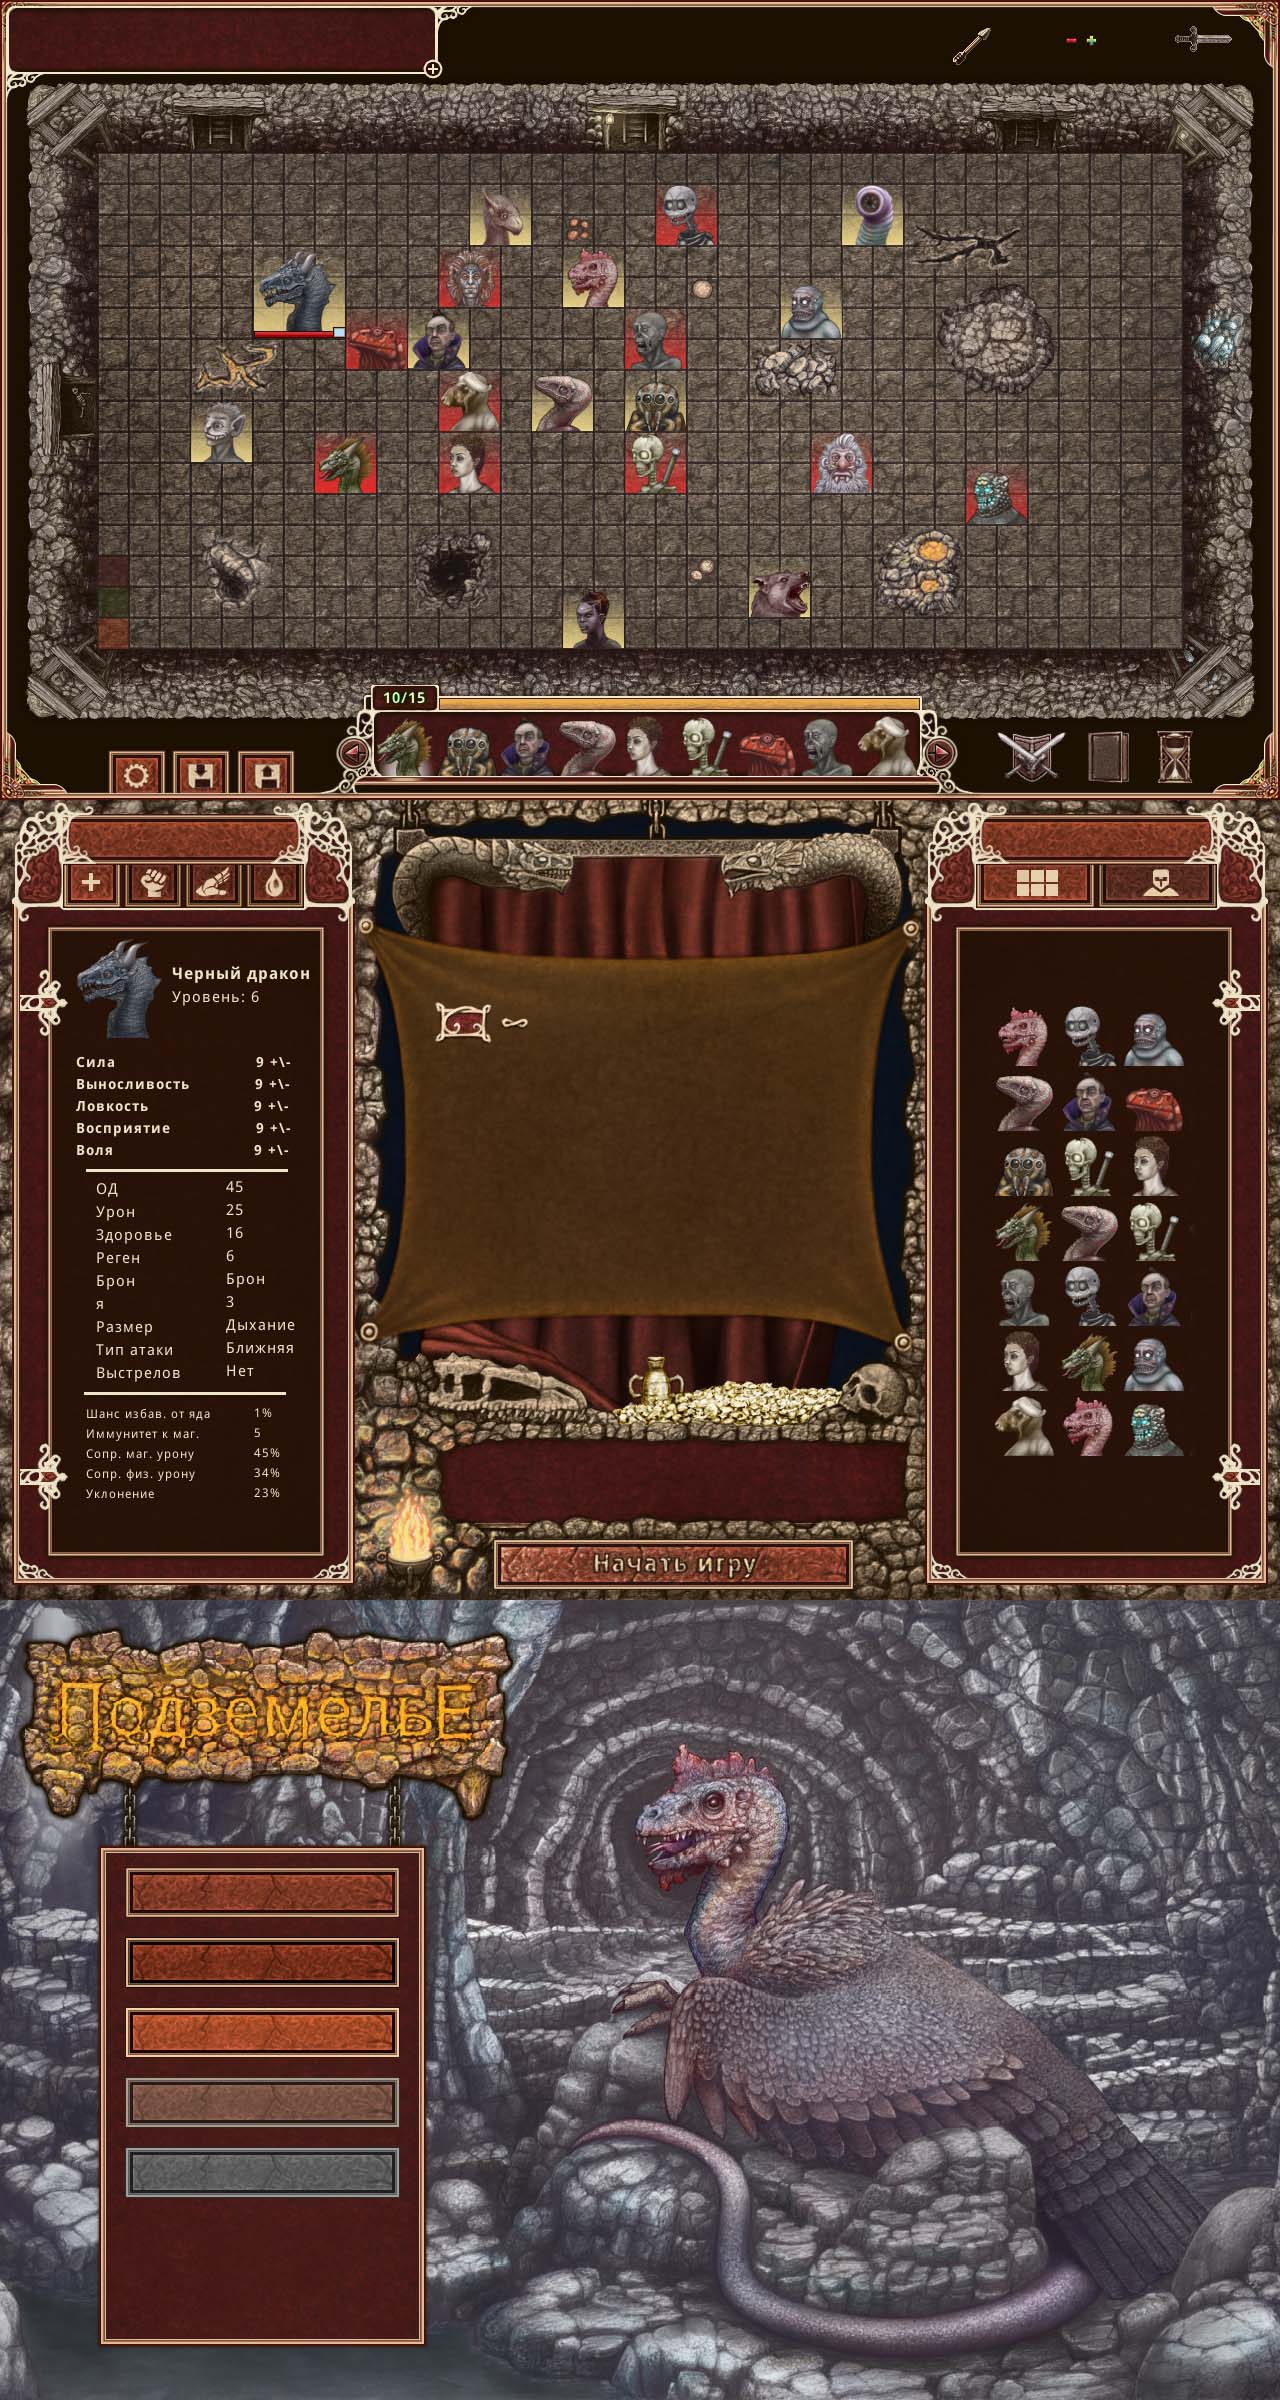 10/15
Черный дракон
Уровень: 6
Сила 9 +\-
Выносливость 9 +\-
Ловкость 9 +\-
Восприятие 9 +\-
Воля 9 +\-
ОД 45
Урон 25
Здоровье 16
Реген 6
Брон Брон
я 3
Размер Дыхание
Тип атаки Ближняя
Выстрелов Нет
Шанс избав. от яда 1%
Иммунитет к маг. 5
Сопр. маг. урону 45%
Сопр. физ. урону 34%
Уклонение 23%
Начать игру
ПодземельЕ